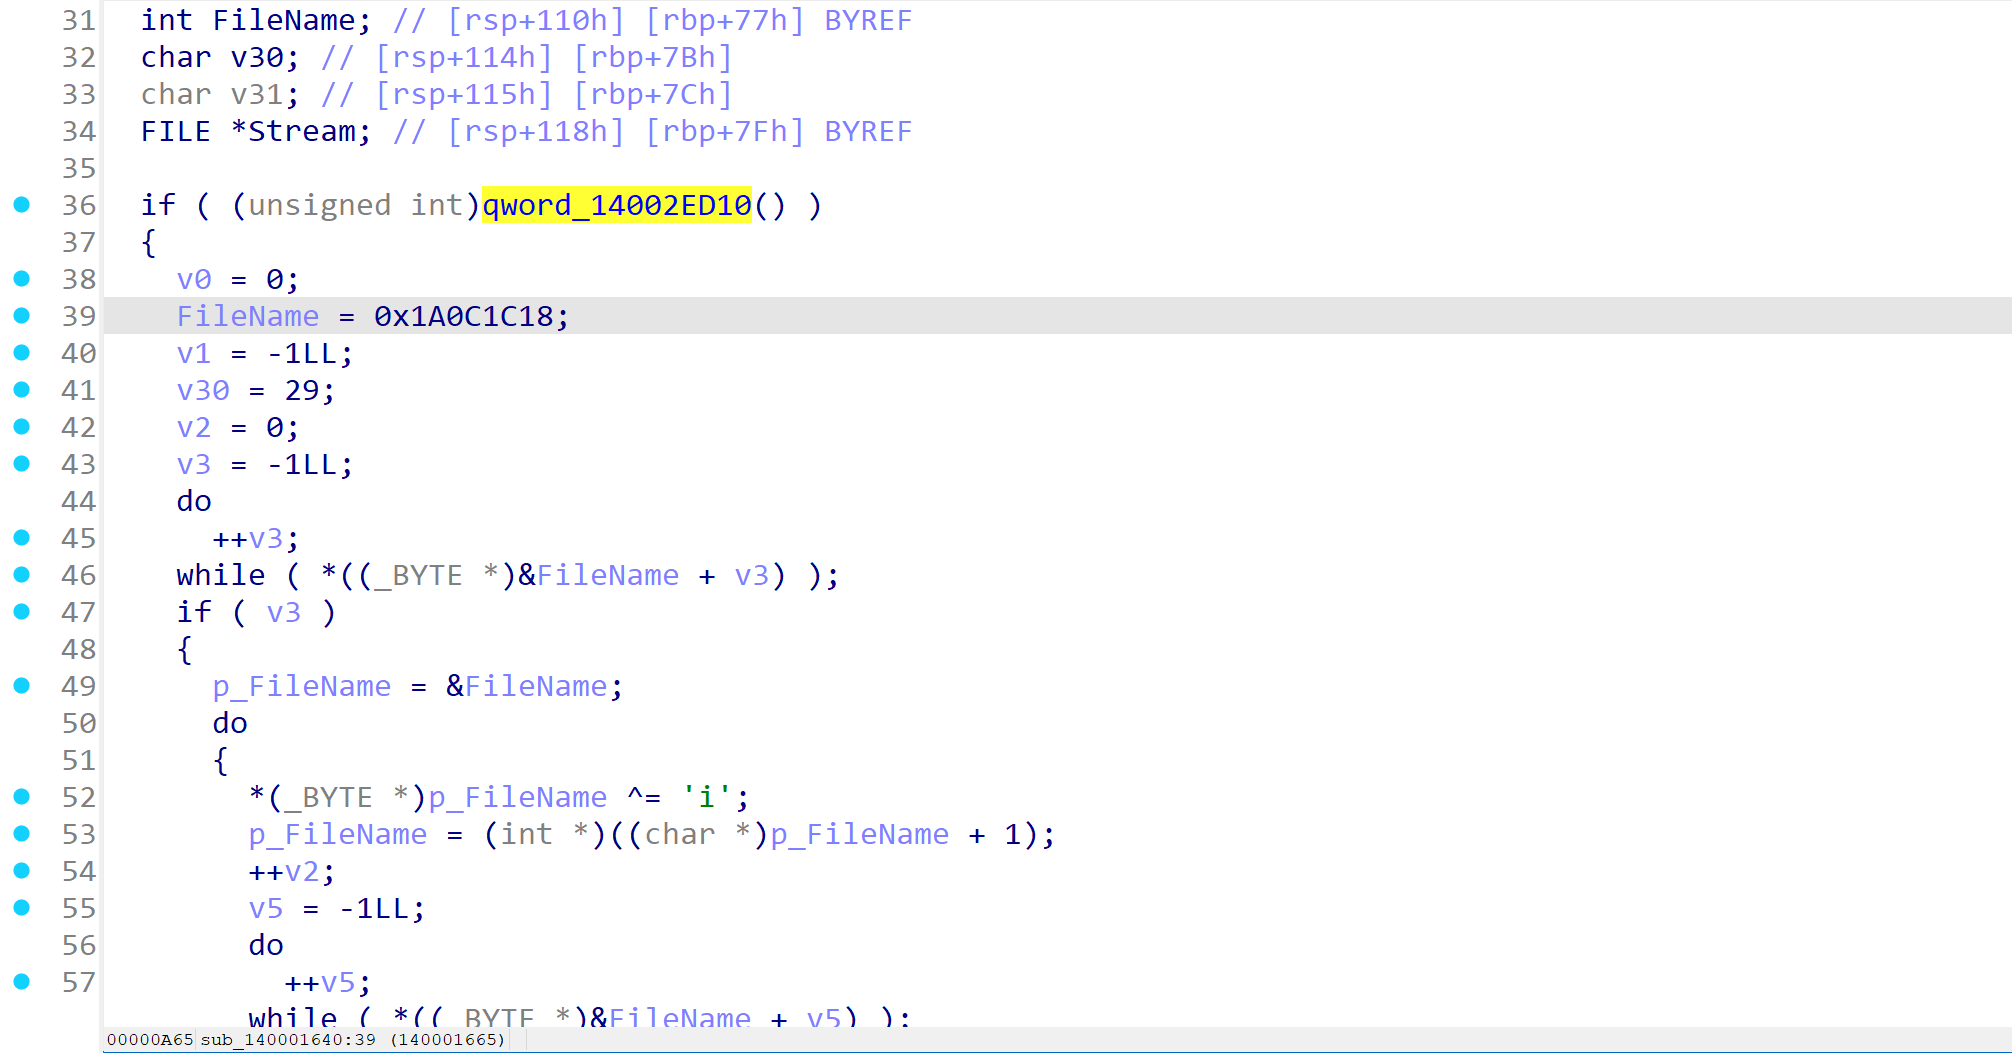 31 int FileName; // [rsp+110h] [rbp+77h] BYREF
32 char v30; // [rsp+114h] [rbp+7Bh]
33 char v31; // [rsp+115h] [rbp+7Ch]
34 FILE *Stream; // [rsp+118h] [rbp+7Fh] BYREF
35
36 if ( (unsigned int)qword_14002ED10() )
37 {
38 v0 = 0;
39 FileName = 0x1A0C1C18;
40 v1 = -1LL;
41 v30 = 29;
42 v2 = 0;
43 v3 = -1LL;
44 do
45 ++v3;
46 while ( *((_BYTE *)&FileName + v3) );
47 if ( v3 )
48 {
49 p_FileName = &FileName;
50 do
51 {
52 *(_BYTE *)p_FileName ^= 'i';
53 p_FileName = (int *)((char *)p_FileName + 1);
54 ++v2;
55 v5 = -1LL;
56 do
57 ++v5;
while ( *((_BYTE *)&FileName + v5) );
00000A65 sub_140001640:39 (140001665)